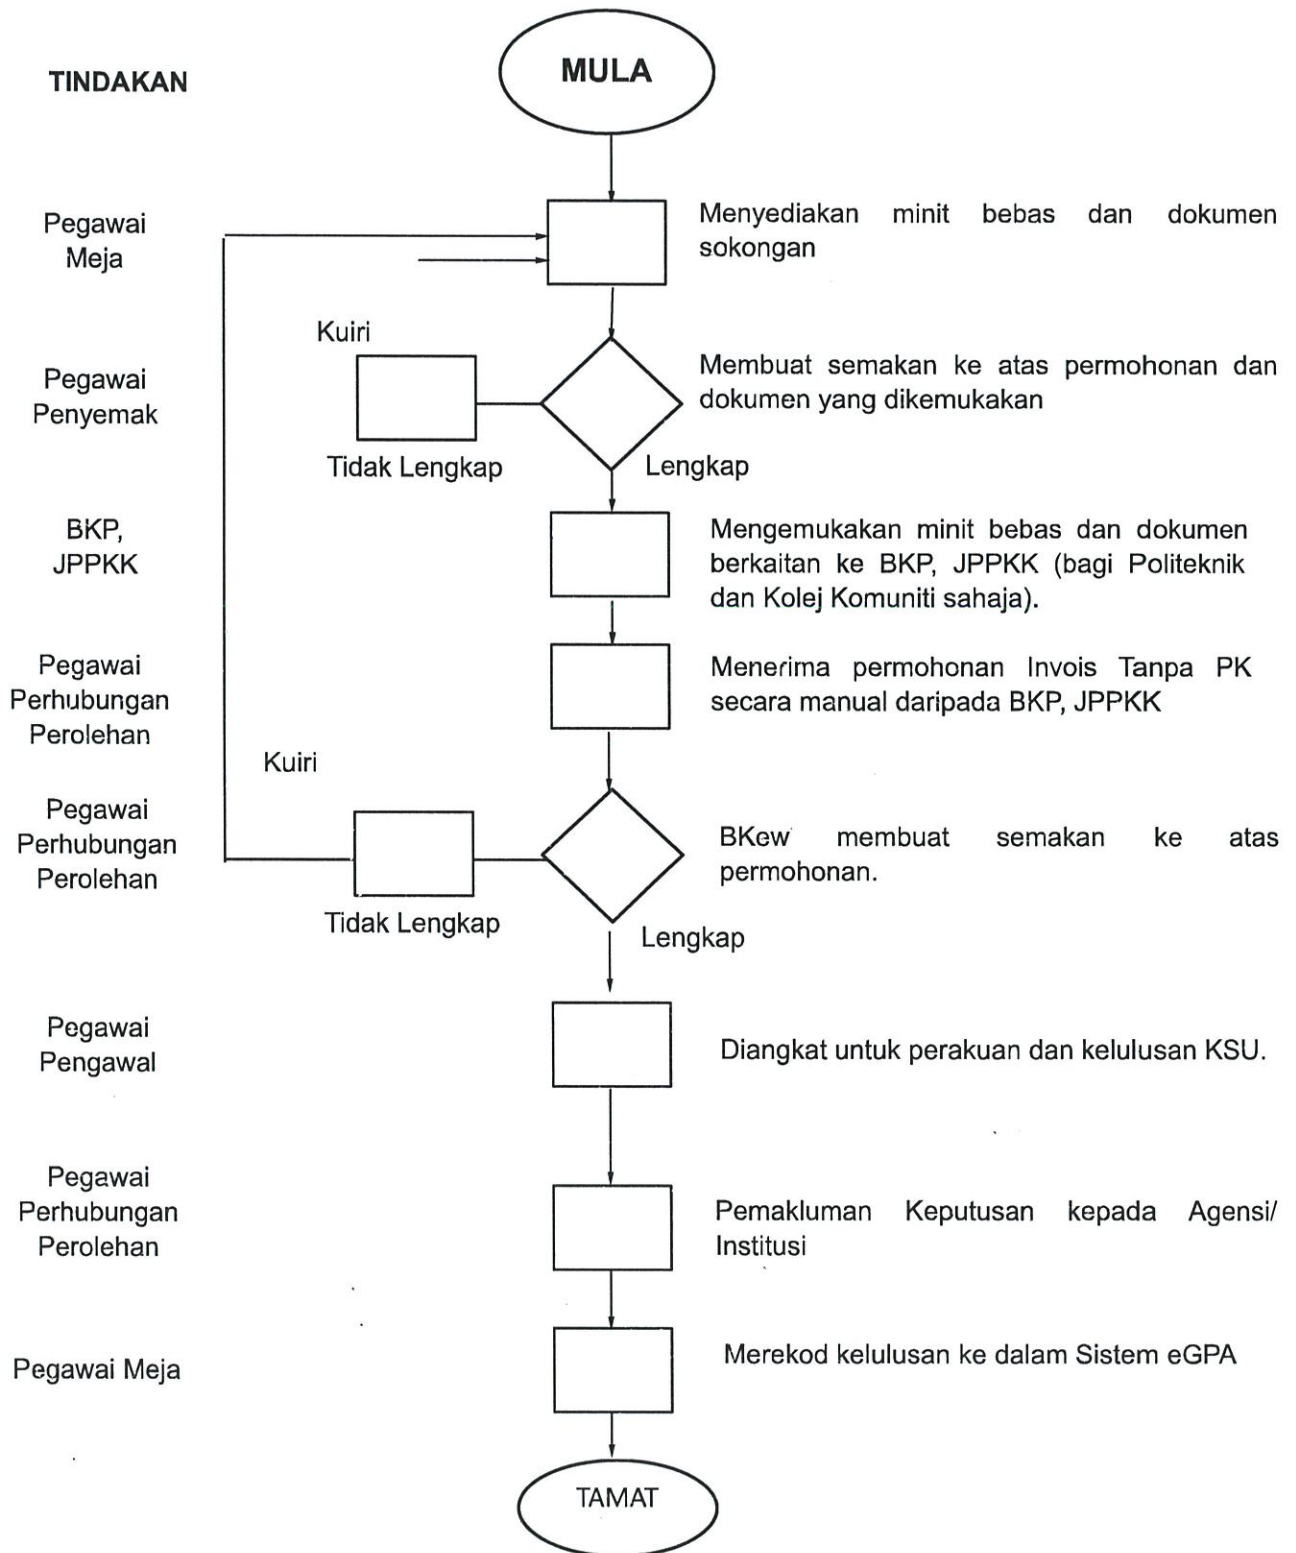 MULA
TINDAKAN
Pegawai
Meja
Menyediakan minit bebas dan dokumen
sokongan
Kuiri
Pegawai
Penyemak
Membuat semakan ke atas permohonan dan
dokumen yang dikemukakan
Tidak Lengkap
Lengkap
BKP,
JPPKK
Mengemukakan minit bebas dan dokumen
berkaitan ke BKP, JPPKK (bagi Politeknik
dan Kolej Komuniti sahaja).
Pegawai
Perhubungan
Perolehan
Menerima permohonan Invois Tanpa PK
secara manual daripada BKP, JPPKK
Kuiri
Pegawai
Perhubungan
Perolehan
BKew membuat semakan ke atas
permohonan.
Tidak Lengkap
Lengkap
Pegawai
Pengawal
Diangkat untuk perakuan dan kelulusan KSU.
Pegawai
Perhubungan
Perolehan
Pemakluman Keputusan kepada Agensi/
Institusi
Pegawai Meja
Merekod kelulusan ke dalam Sistem eGPA
TAMAT